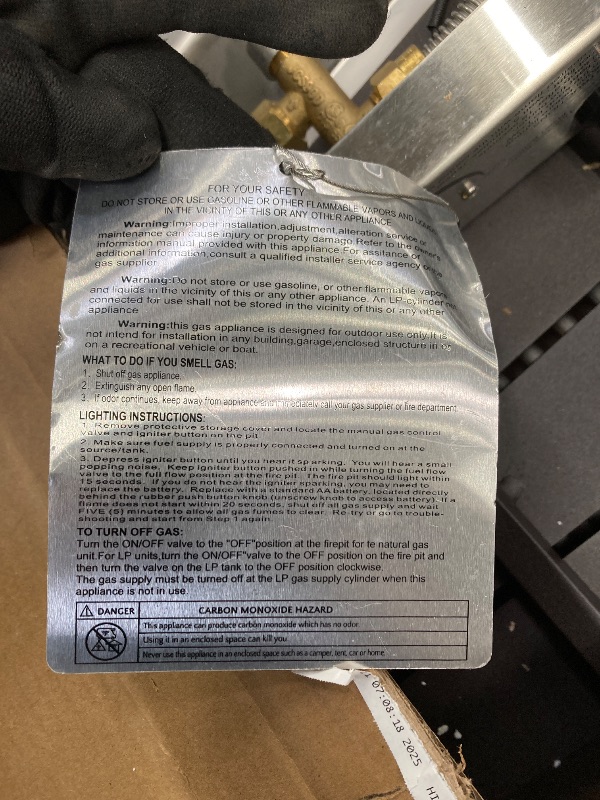 FOR YOUR SAFETY
DO NOT STORE OR USE GASOLINE OR OTHER FLAMMABLE VAPORS AND
IN THE VICINITY OF THIS OR ANY OTHER APPLIANCE
Warning:Improper installation,adjustment,alteration service or
maintenance can cause injury or property damago.Refer to the owner's
information manual provided with this appliance.For assitance or
additional information,consult a qualified installer service agency or
gas supplier
Warning:Do not store or use gasoline, or other flammable vapors
and liquids in the vicinity of this or any other appliance. An LP-cylinder not
connected for use shall not be stored in the vicinity of this or any other
appliance
Warning:this gas appliance is designed for outdoor use only.It is
not intend for installation in any building,garage,enclosed structure in or
on a recreational vehicle or boat.
WHAT TO DO IF YOU SMELL GAS:
1. Shut off gas appliance.
2. Extinguish any open flame.
3. If odor continues, keep away from appliance and immediately call your gas supplier or fire department
LIGHTING INSTRUCTIONS:
1. Remove protective storage cover and locate the manual gas control
valve and igniter button on the pit.
2. Make sure fuel supply is properly connected and turned on at the
source/tank.
3. Depress igniter button until you hear it sparking. You will hear a small
popping noise. Keep igniter button pushed in while turning the fuel flow
valve to the full flow position at the fire pit. The fire pit should light within
15 seconds. If you do not hear the igniter sparking, you may need to
replace the battery. Replace with a standard AA battery, located directly
behind the rubber push button knob (unscrew knob to access battery). If a
flame does not start within 20 seconds, shut off all gas supply and wait
FIVE (5) minutes to allow all gas fumes to clear. Re-try or go to trouble-
shooting and start from Step 1 again.
TO TURN OFF GAS:
Turn the ON/OFF valve to the "OFF"position at the firepit for te natural gas
unit.For LP units,turn the ON/OFF"valve to the OFF position on the fire pit and
then turn the valve on the LP tank to the OFF position clockwise.
The gas supply must be turned off at the LP gas supply cylinder when this
appliance is not in use.
DANGER
CARBON MONOXIDE HAZARD
This appliance can produce carbon monoxide which has no odor.
Using it in an enclosed space can kill you
Never use this appliance in an enclosed space such as a camper, tent, car or home.
07:08:18 2025